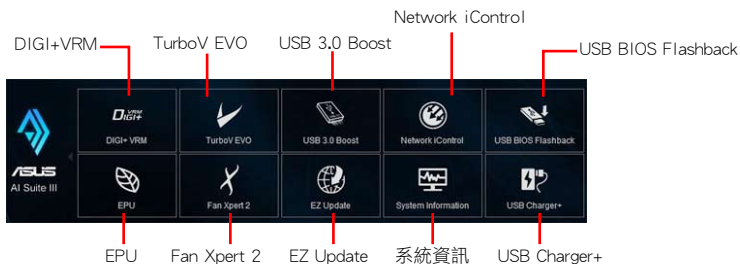 Network iControl
DIGI+VRM
TurboV EVO
USB 3.0 Boost
USB BIOS Flashback
DIGI+ VRM
DIGI+ VRM
TurboV EVO
USB 3.0 Boost
Network iControl
USB BIOS Flashback
ASUS
AI Suite III
EPU
Fan Xpert 2
EZ Update
System Information
USB Charger+
EPU
Fan Xpert 2
EZ Update
系統資訊
USB Charger+